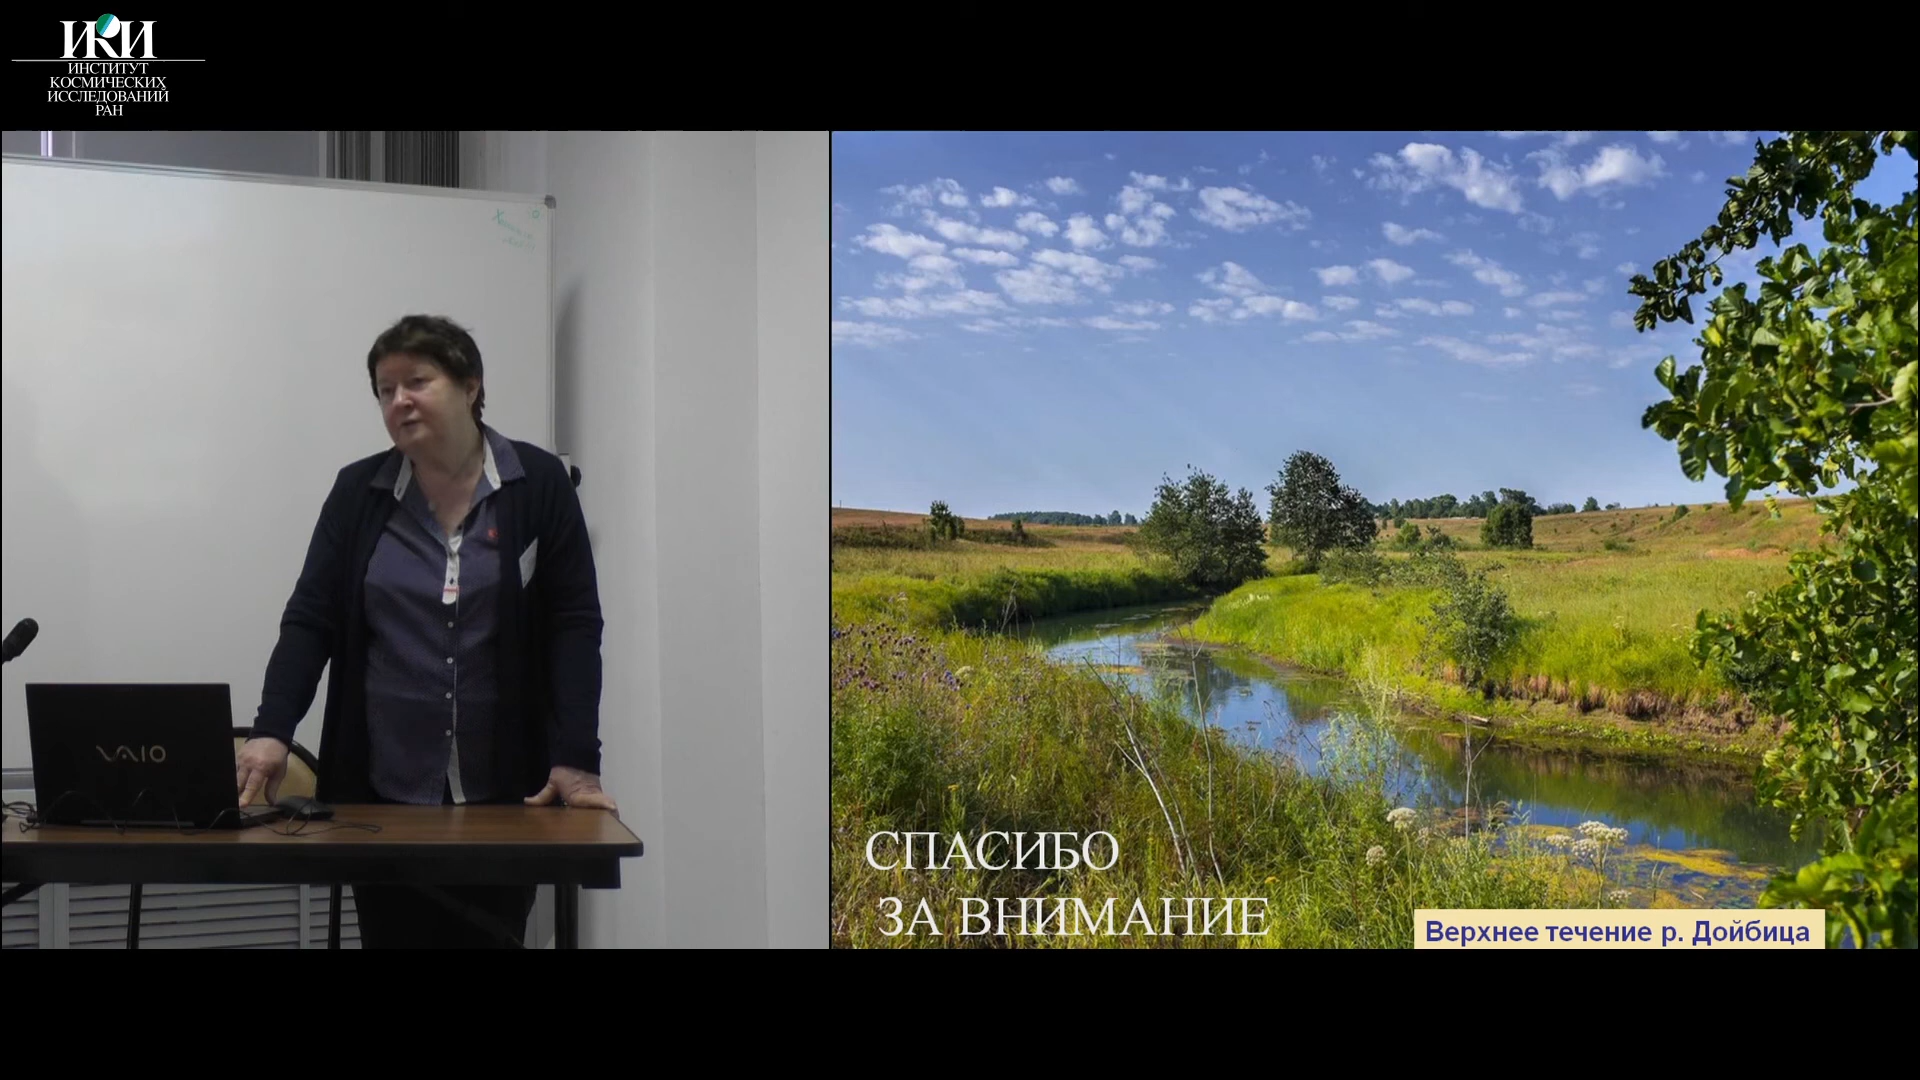 ИКИ
ИНСТИТУТ
КОСМИЧЕСКИХ
ИССЛЕДОВАНИЙ
РАН
VAIO
СПАСИБО
ЗА ВНИМАНИЕ
Верхнее течение р. Дойбица